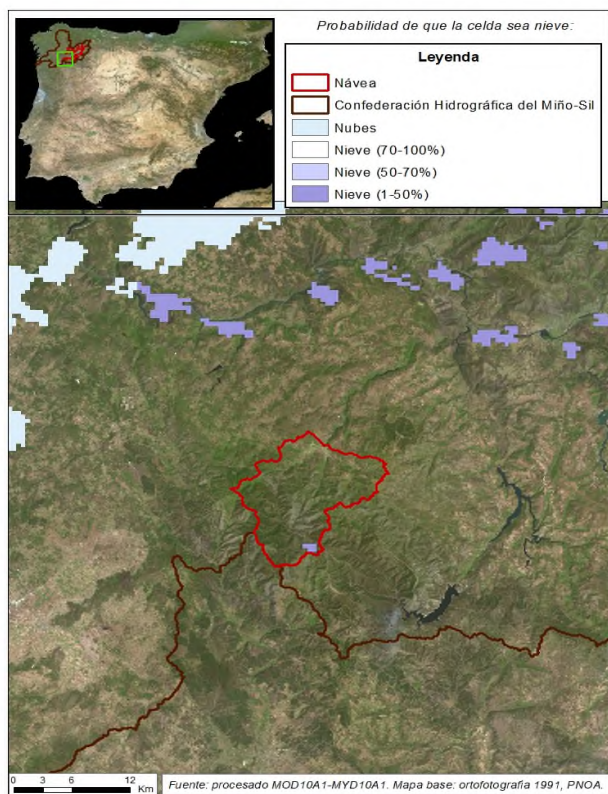 Probabilidad de que la celda sea nieve:
Leyenda
Návea
Confederación Hidrográfica del Miño-Sil
Nubes
Nieve (70-100%)
Nieve (50-70%)
Nieve (1-50%)
0 3 6 12
Km
Fuente: procesado MOD10A1-MYD10A1. Mapa base: ortofotografía 1991, PNOA.